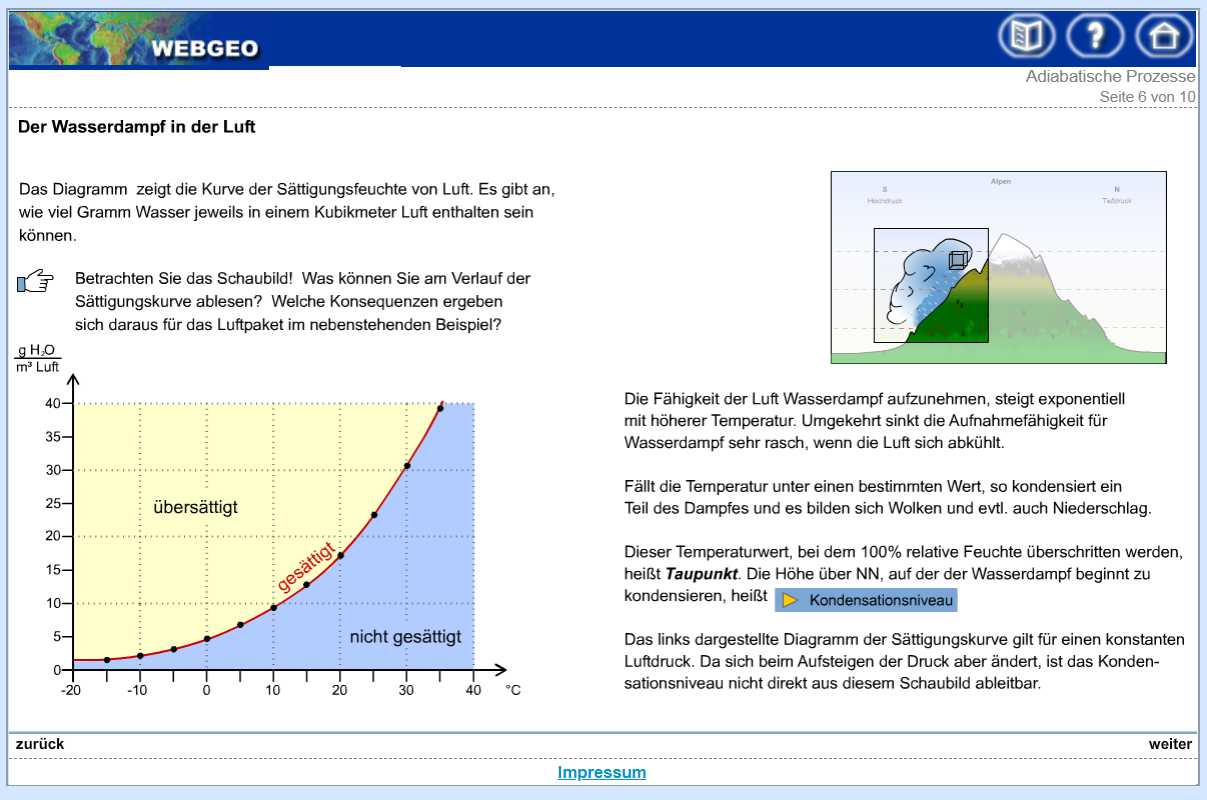 WEBGEO
?
Adiabatische Prozesse
Seite 6 von 10
Der Wasserdampf in der Luft
Das Diagramm zeigt die Kurve der Sättigungsfeuchte von Luft. Es gibt an,
wie viel Gramm Wasser jeweils in einem Kubikmeter Luft enthalten sein
können.
Betrachten Sie das Schaubild! Was können Sie am Verlauf der
Sättigungskurve ablesen? Welche Konsequenzen ergeben
sich daraus für das Luftpaket im nebenstehenden Beispiel?
Alpen
S
N
Hochdruck
Tiefdruck
g H₂O
m³ Luft
40
35
30
25
20
15
10
5
0
übersättigt
gesättigt
nicht gesättigt
-20 -10 0 10 20 30 40 °C
Die Fähigkeit der Luft Wasserdampf aufzunehmen, steigt exponentiell
mit höherer Temperatur. Umgekehrt sinkt die Aufnahmefähigkeit für
Wasserdampf sehr rasch, wenn die Luft sich abkühlt.
Fällt die Temperatur unter einen bestimmten Wert, so kondensiert ein
Teil des Dampfes und es bilden sich Wolken und evtl. auch Niederschlag.
Dieser Temperaturwert, bei dem 100% relative Feuchte überschritten werden,
heißt Taupunkt. Die Höhe über NN, auf der der Wasserdampf beginnt zu
kondensieren, heißt Kondensationsniveau
Das links dargestellte Diagramm der Sättigungskurve gilt für einen konstanten
Luftdruck. Da sich beim Aufsteigen der Druck aber ändert, ist das Konden-
sationsniveau nicht direkt aus diesem Schaubild ableitbar.
zurück
weiter
Impressum